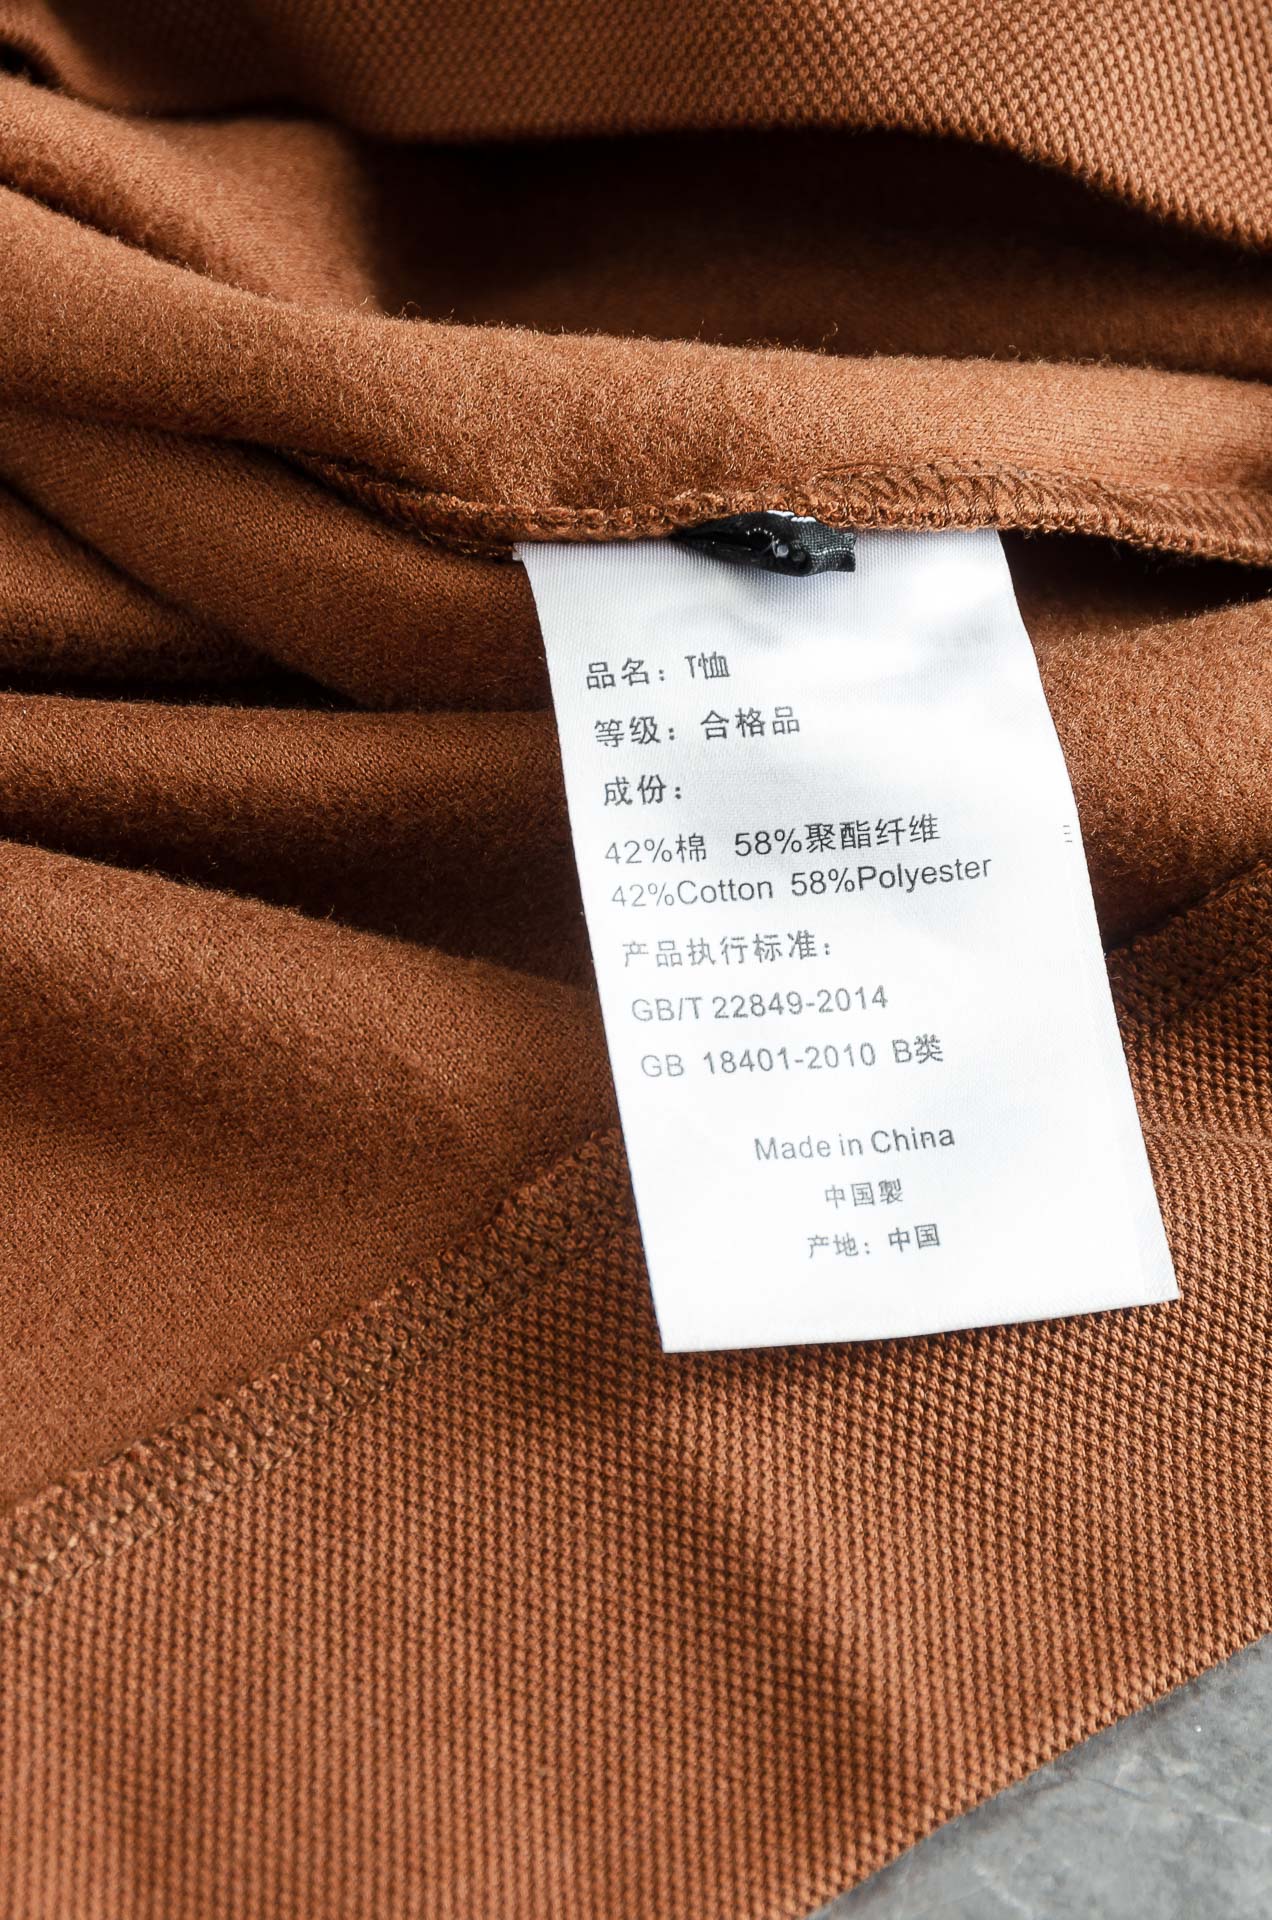 品名：T恤
等级：合格品
成份：
42%棉 58%聚酯纤维
42%Cotton 58%Polyester
产品执行标准：
GB/T 22849-2014
GB 18401-2010 B类
Made in China
中国製
产地：中国